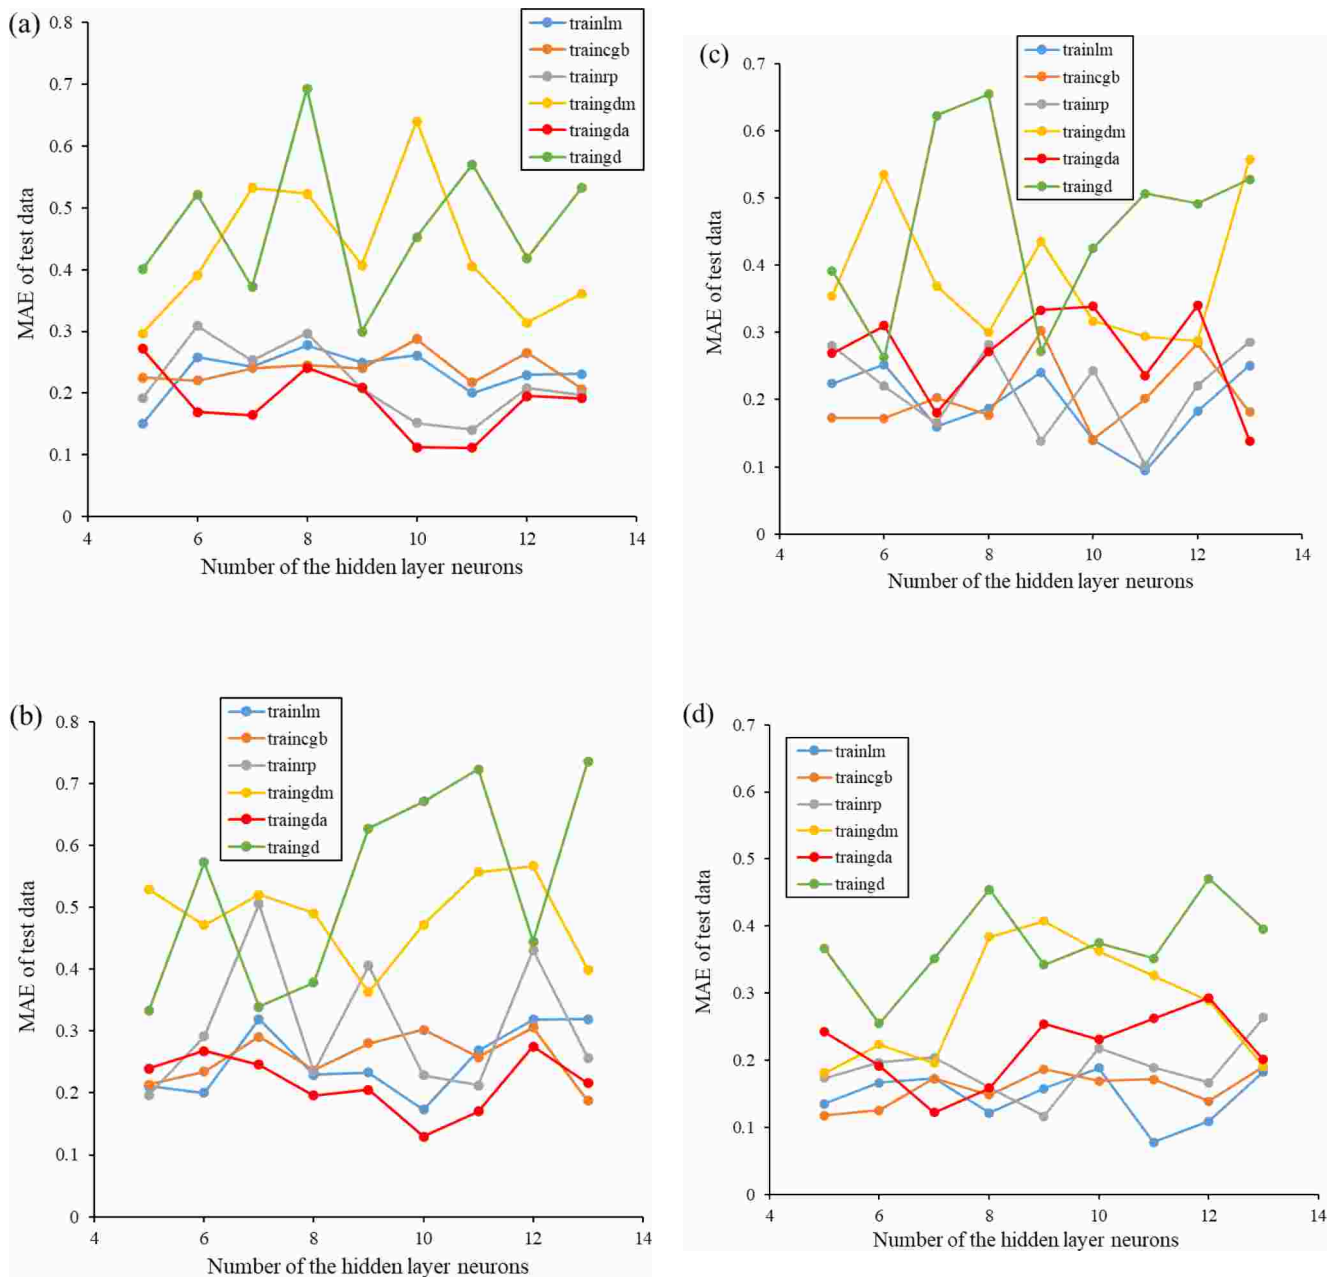 (a)
0.8
0.7
0.6
0.5
0.4
0.3
0.2
0.1
0
MAE of test data
4 6 8 10 12 14
Number of the hidden layer neurons
trainlm
traincgb
trainrp
traingdm
traingda
traingd
(c)
0.7
0.6
0.5
0.4
0.3
0.2
0.1
0
MAE of test data
4 6 8 10 12 14
Number of the hidden layer neurons
trainlm
traincgb
trainrp
traingdm
traingda
traingd
(b)
0.8
0.7
0.6
0.5
0.4
0.3
0.2
0.1
0
MAE of test data
4 6 8 10 12 14
Number of the hidden layer neurons
trainlm
traincgb
trainrp
traingdm
traingda
traingd
(d)
0.7
0.6
0.5
0.4
0.3
0.2
0.1
0
MAE of test data
4 6 8 10 12 14
Number of the hidden layer neurons
trainlm
traincgb
trainrp
traingdm
traingda
traingd